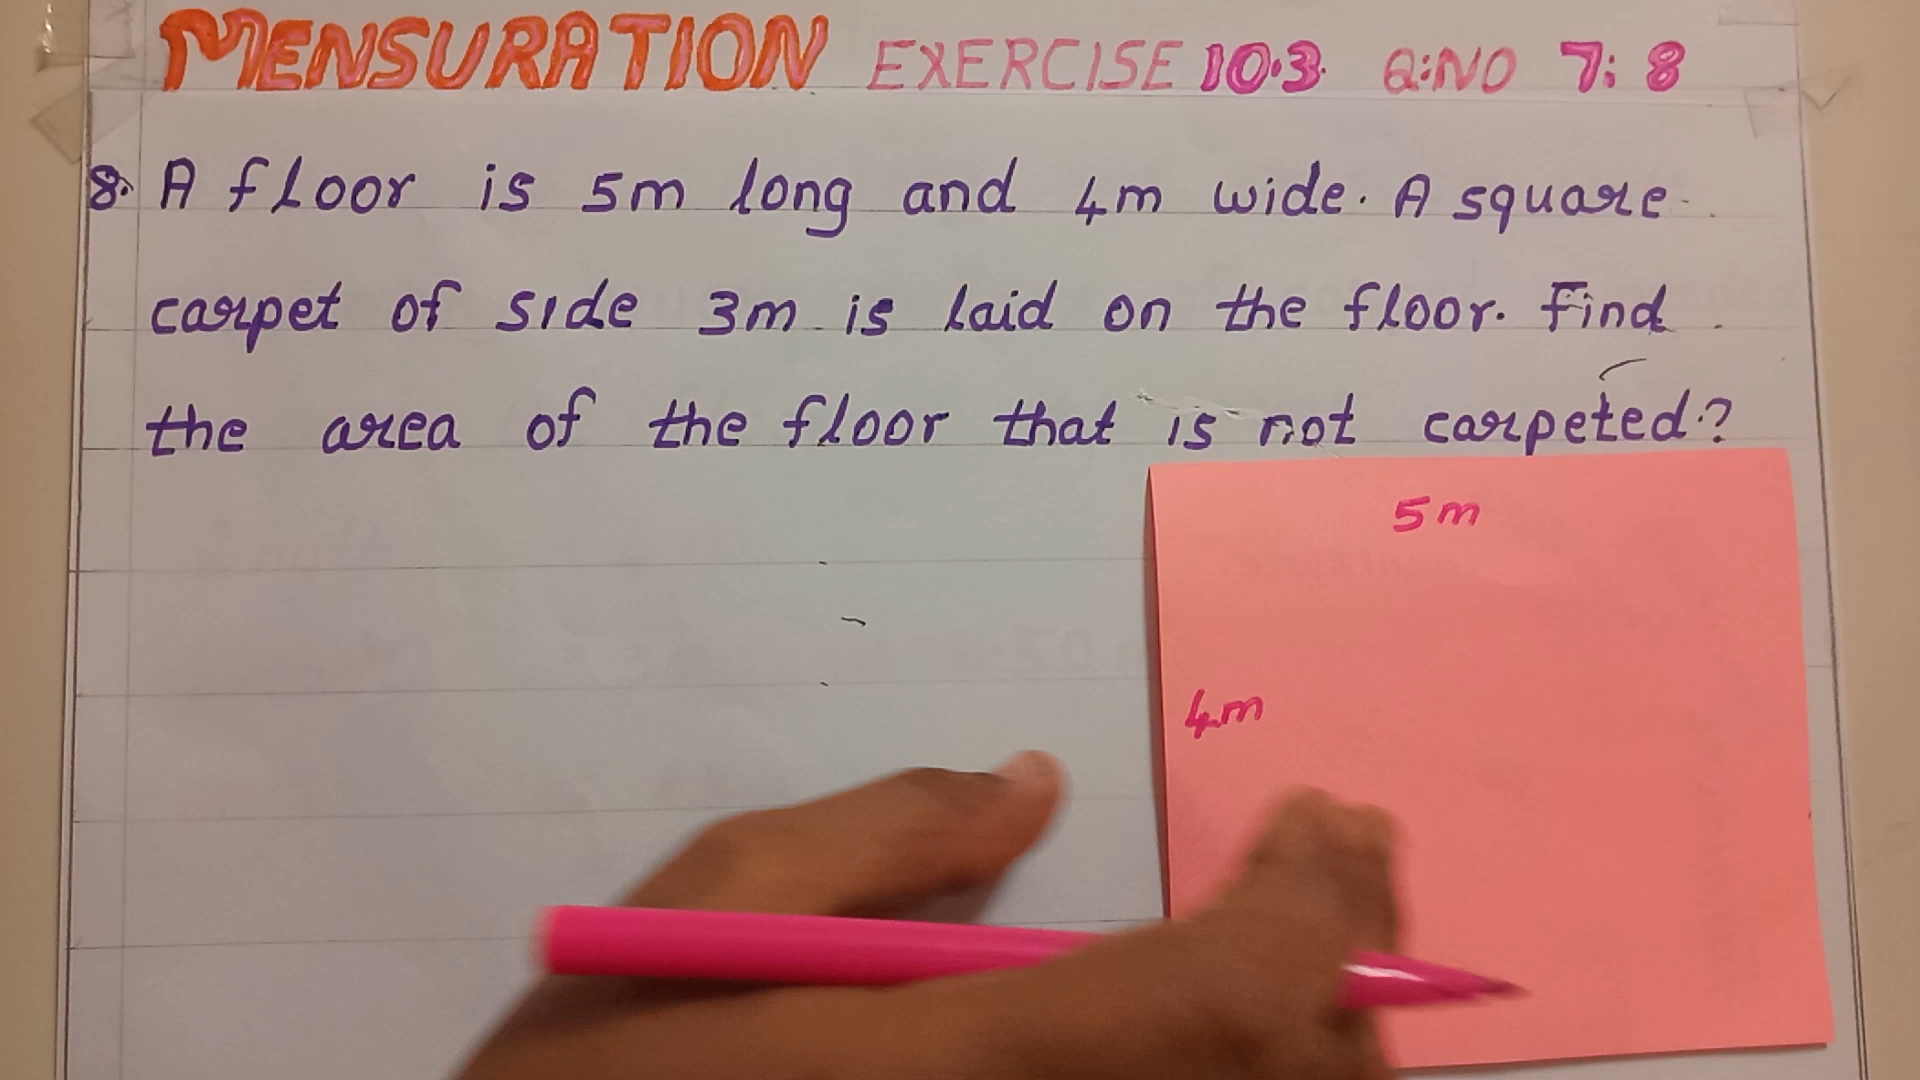 MENSURATION EXERCISE 10.3 Q:NO 7: 8
8. A floor is 5m long and 4m wide. A square
carpet of side 3m is laid on the floor. Find
the area of the floor that is not carpeted?
5m
4m